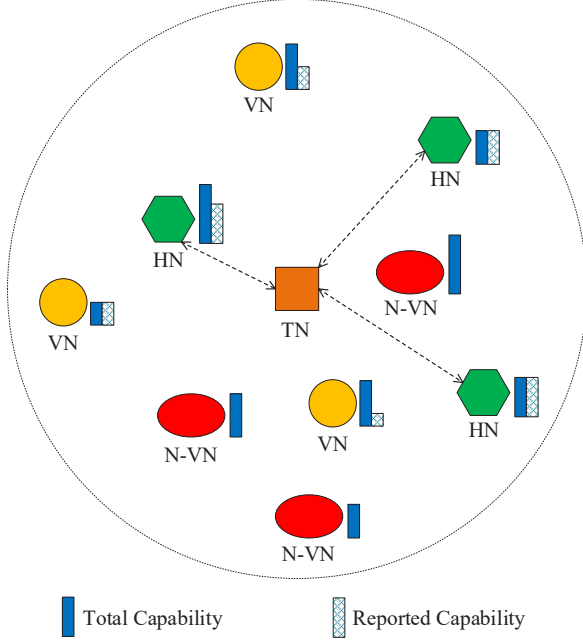 VN
HN
HN
N-VN
TN
VN
VN
HN
N-VN
N-VN
Total Capability
Reported Capability